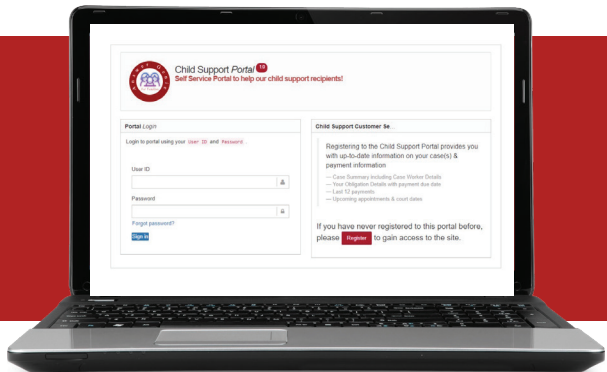 Child Support Portal 19
Self Service Portal to help our child support recipients!
Portal Login
Login to portal using your User ID and Password.
User ID
Password
Forgot password?
Sign in
Child Support Customer Se...
Registering to the Child Support Portal provides you
with up-to-date information on your case(s) &
payment information
— Case Summary including Case Worker Details
— Your Obligation Details with payment due date
— Last 12 payments
— Upcoming appointments & court dates
If you have never registered to this portal before,
please Register to gain access to the site.